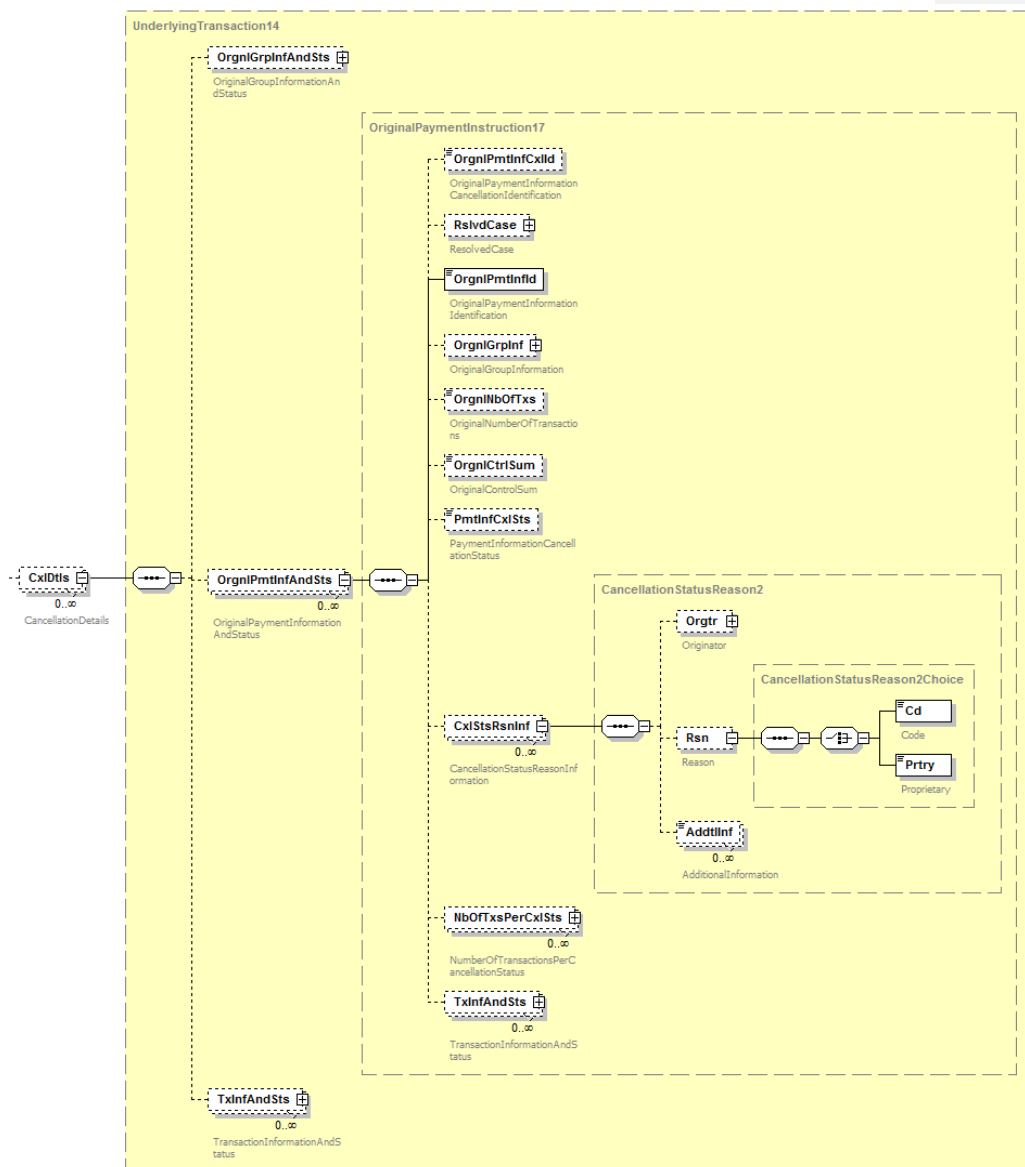 UnderlyingTransaction14
OrgnlGrpInfAndSts
OriginalGroupInformationAn
dStatus
OriginalPaymentInstruction17
OrgnlPmtInfCxlId
OriginalPaymentInformation
CancellationIdentification
RslvdCase
ResolvedCase
OrgnlPmtInfId
OriginalPaymentInformation
Identification
OrgnlGrpInf
OriginalGroupInformation
OrgnlNbOfTxs
OriginalNumberOfTransactio
ns
OrgnlCtrlSum
OriginalControlSum
PmtInfCxlSts
PaymentInformationCancell
ationStatus
CxlDtls
0..∞
CancellationDetails
OrgnlPmtInfAndSts
0..∞
OriginalPaymentInformation
AndStatus
CancellationStatusReason2
Orgtr
Originator
CancellationStatusReason2Choice
CxlStsRsnInf
0..∞
CancellationStatusReasonInf
ormation
Rsn
Reason
Cd
Code
Prtry
Proprietary
AddtlInf
0..∞
AdditionalInformation
NbOfTxsPerCxlSts
0..∞
NumberOfTransactionsPerC
ancellationStatus
TxInfAndSts
0..∞
TransactionInformationAndS
tatus
TxInfAndSts
0..∞
TransactionInformationAndS
tatus